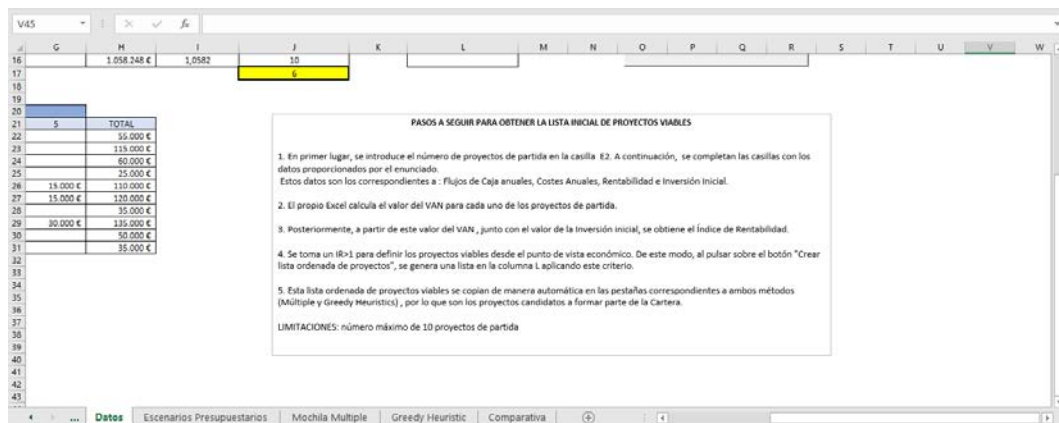 V45
fx
G H I J K L M N O P Q R S T U V W
16 1.058.248 € 1,0582 10
17 6
18
19
20
21 5 TOTAL
22 55.000 €
23 115.000 €
24 60.000 €
25 25.000 €
26 15.000 € 110.000 €
27 15.000 € 120.000 €
28 35.000 €
29 30.000 € 135.000 €
30 50.000 €
31 35.000 €
32
33
34
35
36
37
38
39
40
41
42
43
PASOS A SEGUIR PARA OBTENER LA LISTA INICIAL DE PROYECTOS VIABLES
1. En primer lugar, se introduce el número de proyectos de partida en la casilla E2. A continuación, se completan las casillas con los
datos proporcionados por el enunciado.
Estos datos son los correspondientes a : Flujos de Caja anuales, Costes Anuales, Rentabilidad e Inversión Inicial.
2. El propio Excel calcula el valor del VAN para cada uno de los proyectos de partida.
3. Posteriormente, a partir de este valor del VAN , junto con el valor de la Inversión inicial, se obtiene el Índice de Rentabilidad.
4. Se toma un IR>1 para definir los proyectos viables desde el punto de vista económico. De este modo, al pulsar sobre el botón "Crear
lista ordenada de proyectos", se genera una lista en la columna L aplicando este criterio.
5. Esta lista ordenada de proyectos viables se copian de manera automática en las pestañas correspondientes a ambos métodos
(Múltiple y Greedy Heuristics) , por lo que son los proyectos candidatos a formar parte de la Cartera.
LIMITACIONES: número máximo de 10 proyectos de partida
... Datos Escenarios Presupuestarios Mochila Multiple Greedy Heuristic Comparativa